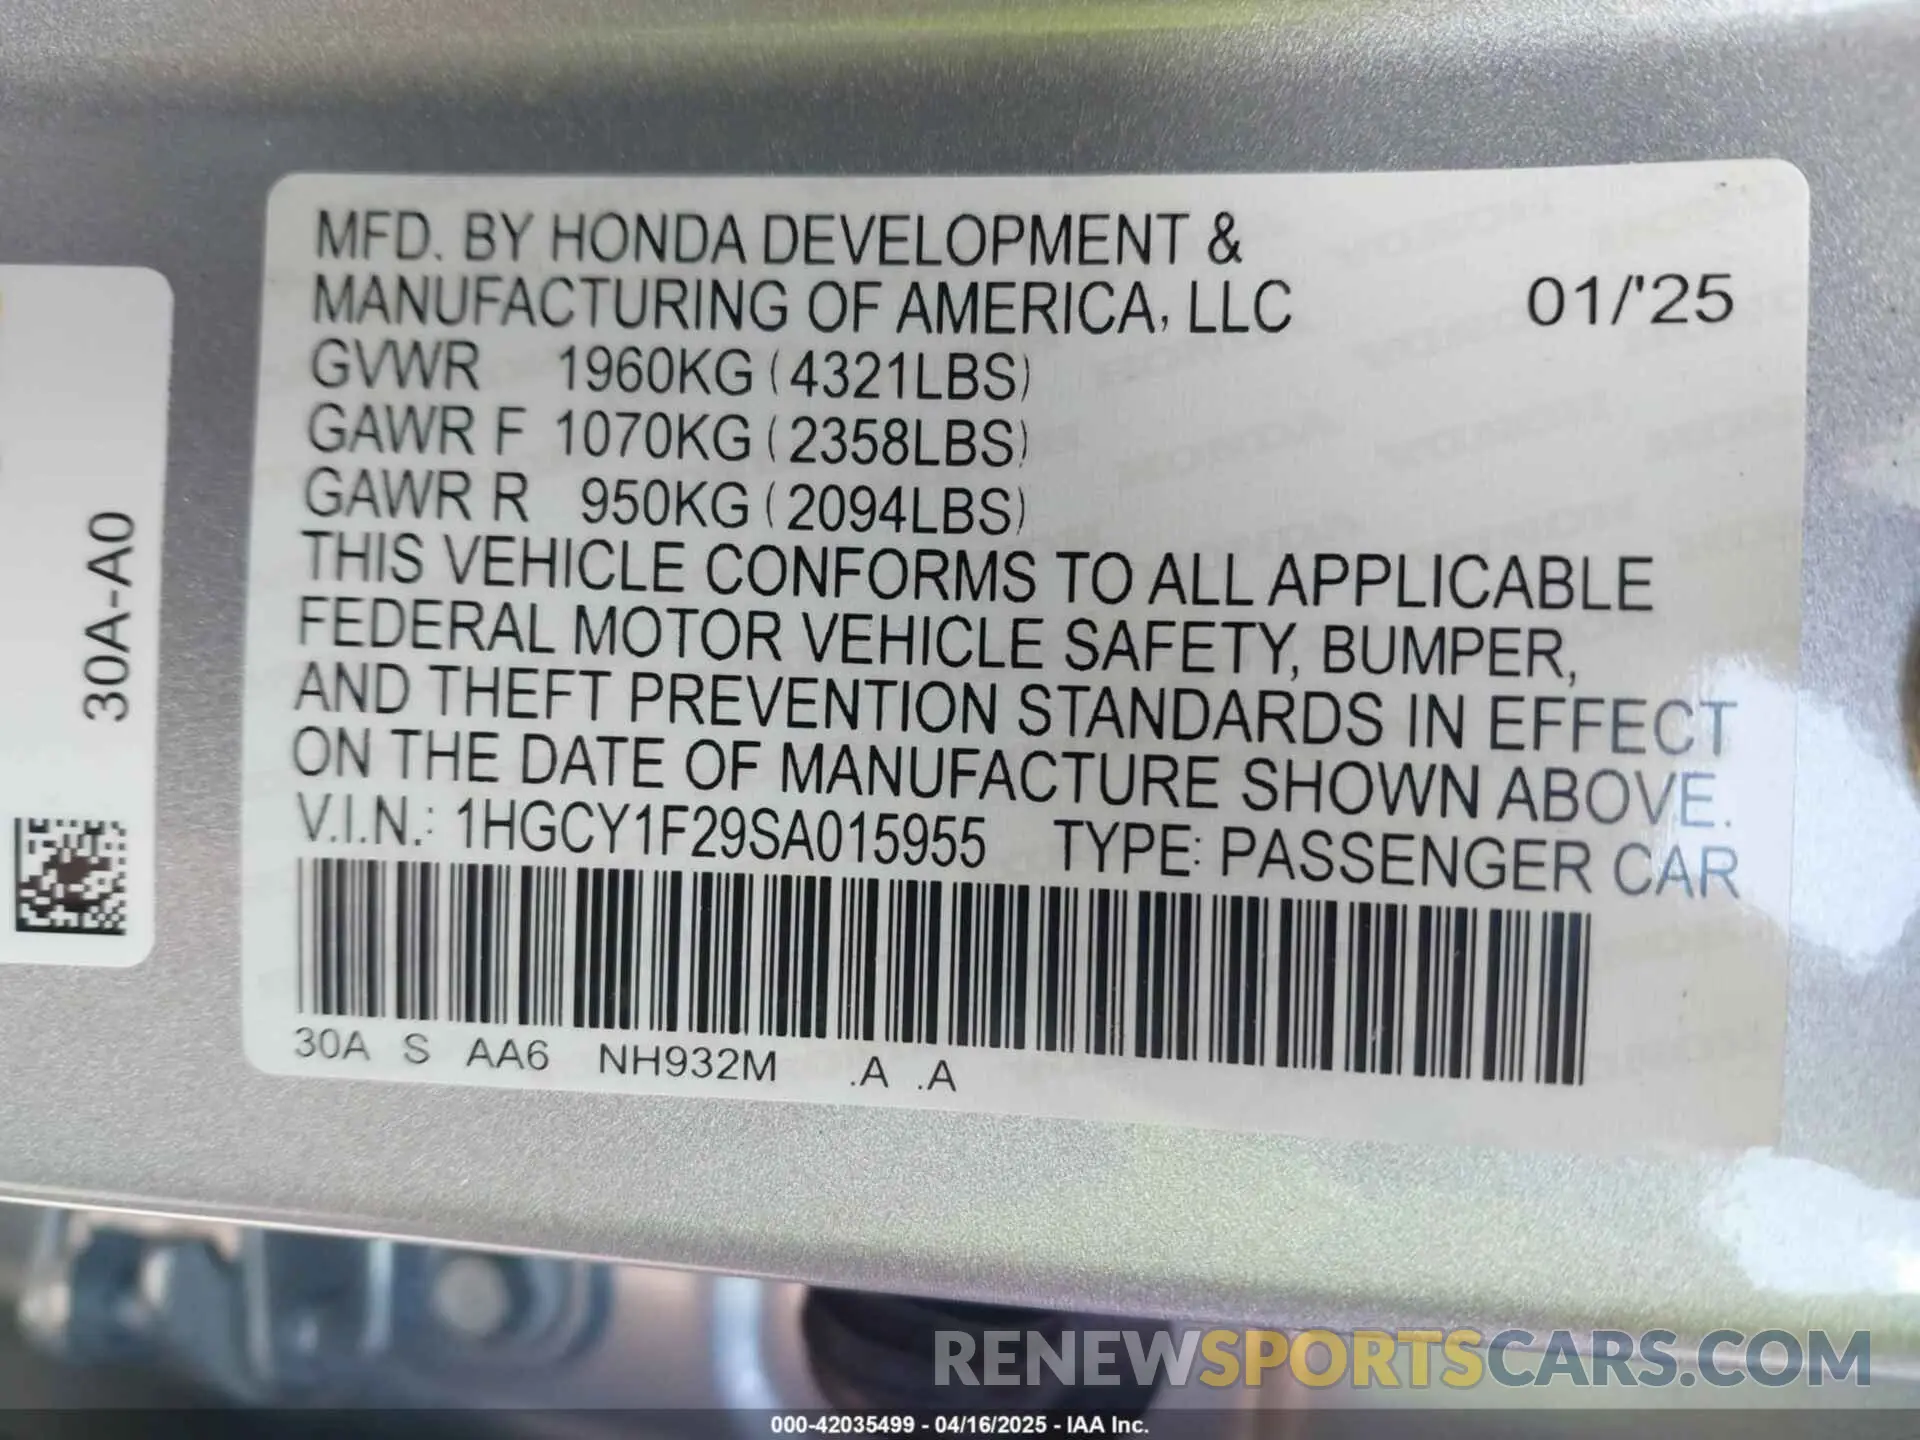 MFD. BY HONDA DEVELOPMENT &
MANUFACTURING OF AMERICA, LLC 01/'25
GVWR 1960KG (4321LBS)
GAWR F 1070KG (2358LBS)
GAWR R 950KG (2094LBS)
THIS VEHICLE CONFORMS TO ALL APPLICABLE
FEDERAL MOTOR VEHICLE SAFETY, BUMPER,
AND THEFT PREVENTION STANDARDS IN EFFECT
ON THE DATE OF MANUFACTURE SHOWN ABOVE.
V.I.N.: 1HGCY1F29SA015955 TYPE: PASSENGER CAR
30A S AA6 NH932M .A .A
30A-A0
RENEWSPORTSCARS.COM
000-42035499 - 04/16/2025 - IAA Inc.